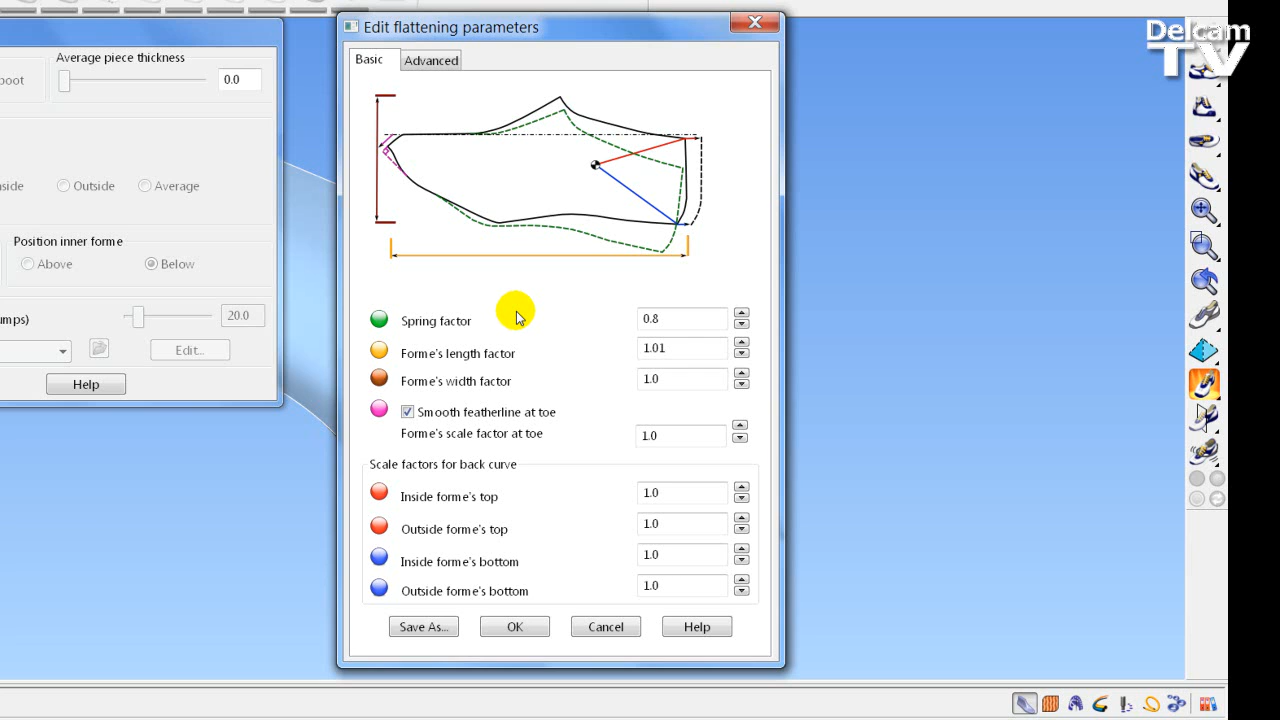 Edit flattening parameters
Delcam
TV
Average piece thickness
0.0
Outside
Average
Position inner forme
Above
Below
20.0
Edit...
Help
Basic
Advanced
Spring factor
0.8
Forme's length factor
1.01
Forme's width factor
1.0
Smooth featherline at toe
Forme's scale factor at toe
1.0
Scale factors for back curve
Inside forme's top
1.0
Outside forme's top
1.0
Inside forme's bottom
1.0
Outside forme's bottom
1.0
Save As...
OK
Cancel
Help